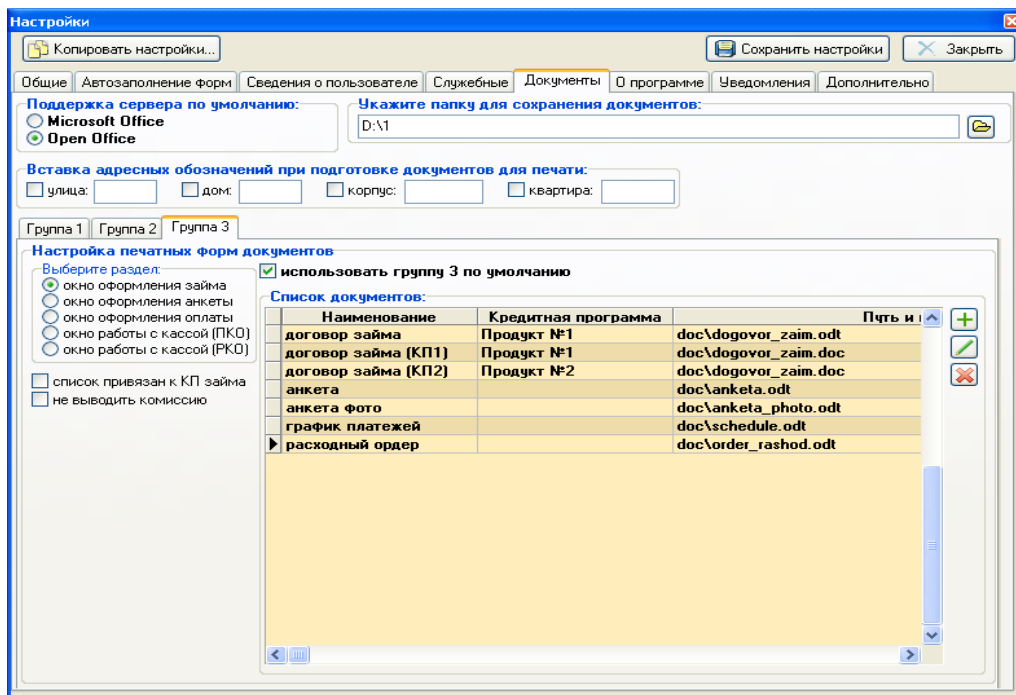 Настройки
Копировать настройки... Сохранить настройки Закрыть
Общие Автозаполнение форм Сведения о пользователе Служебные Документы О программе Уведомления Дополнительно
Поддержка сервера по умолчанию: Укажите папку для сохранения документов:
Microsoft Office
D:\1
Open Office
Вставка адресных обозначений при подготовке документов для печати:
улица: дом: корпус: квартира:
Группа 1 Группа 2 Группа 3
Настройка печатных форм документов
Выберите раздел:
окно оформления займа
окно оформления анкеты
окно оформления оплаты
окно работы с кассой (ПКО)
окно работы с кассой (РКО)
список привязан к КП займа
не выводить комиссию
использовать группу 3 по умолчанию
Список документов:
Наименование Кредитная программа Путь и
договор займа Продукт №1 doc\dogovor_zaim.odt
договор займа (КП1) Продукт №1 doc\dogovor_zaim.doc
договор займа (КП2) Продукт №2 doc\dogovor_zaim.doc
анкета doc\anketa.odt
анкета фото doc\anketa_photo.odt
график платежей doc\schedule.odt
расходный ордер doc\order_rashod.odt